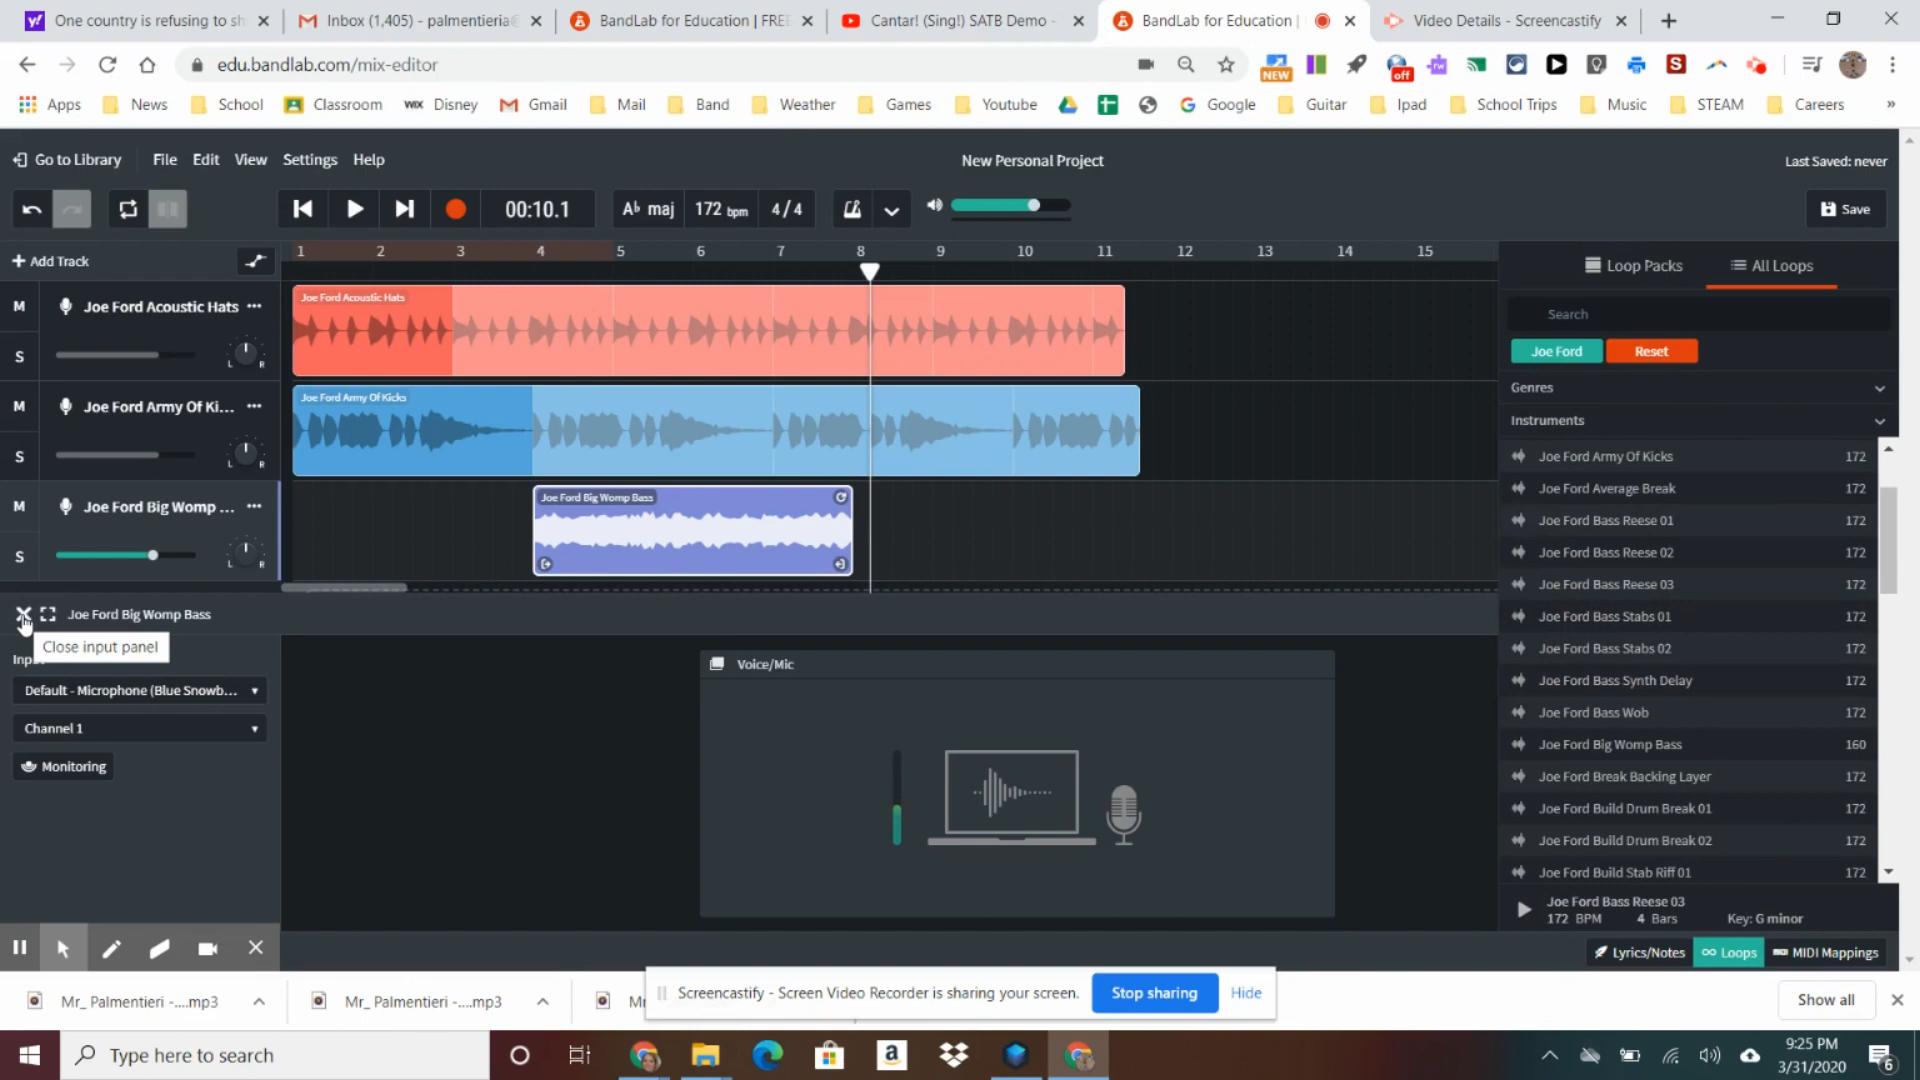 One country is refusing to sh
Inbox (1,405) - palmentieria@
BandLab for Education | FREE
Cantar! (Sing!) SATB Demo -
BandLab for Education |
Video Details - Screencastify
edu.bandlab.com/mix-editor
NEW
off
rw
S
Apps
News
School
Classroom
WIX Disney
Gmail
Mail
Band
Weather
Games
Youtube
Google
Guitar
Ipad
School Trips
Music
STEAM
Careers
»
Go to Library
File
Edit
View
Settings
Help
New Personal Project
Last Saved: never
00:10.1
A♭ maj
172 bpm
4/4
Save
+ Add Track
1 2 3 4 5 6 7 8 9 10 11 12 13 14 15
Loop Packs
All Loops
M
Joe Ford Acoustic Hats
S
L R
Joe Ford Acoustic Hats
Search
Joe Ford
Reset
Genres
Instruments
M
Joe Ford Army Of Ki...
S
L R
Joe Ford Army Of Kicks
M
Joe Ford Big Womp ...
S
L R
Joe Ford Big Womp Bass
Joe Ford Army Of Kicks 172
Joe Ford Average Break 172
Joe Ford Bass Reese 01 172
Joe Ford Bass Reese 02 172
Joe Ford Bass Reese 03 172
Joe Ford Bass Stabs 01 172
Joe Ford Bass Stabs 02 172
Joe Ford Bass Synth Delay 172
Joe Ford Bass Wob 172
Joe Ford Big Womp Bass 160
Joe Ford Break Backing Layer 172
Joe Ford Build Drum Break 01 172
Joe Ford Build Drum Break 02 172
Joe Ford Build Stab Riff 01 172
Joe Ford Big Womp Bass
Close input panel
Inpu
Default - Microphone (Blue Snowb...
Channel 1
Monitoring
Voice/Mic
Joe Ford Bass Reese 03
172 BPM 4 Bars Key: G minor
Lyrics/Notes
Loops
MIDI Mappings
Mr_ Palmentieri -....mp3
Mr_ Palmentieri -....mp3
Screencastify - Screen Video Recorder is sharing your screen.
Stop sharing
Hide
Show all
Type here to search
9:25 PM
3/31/2020
6